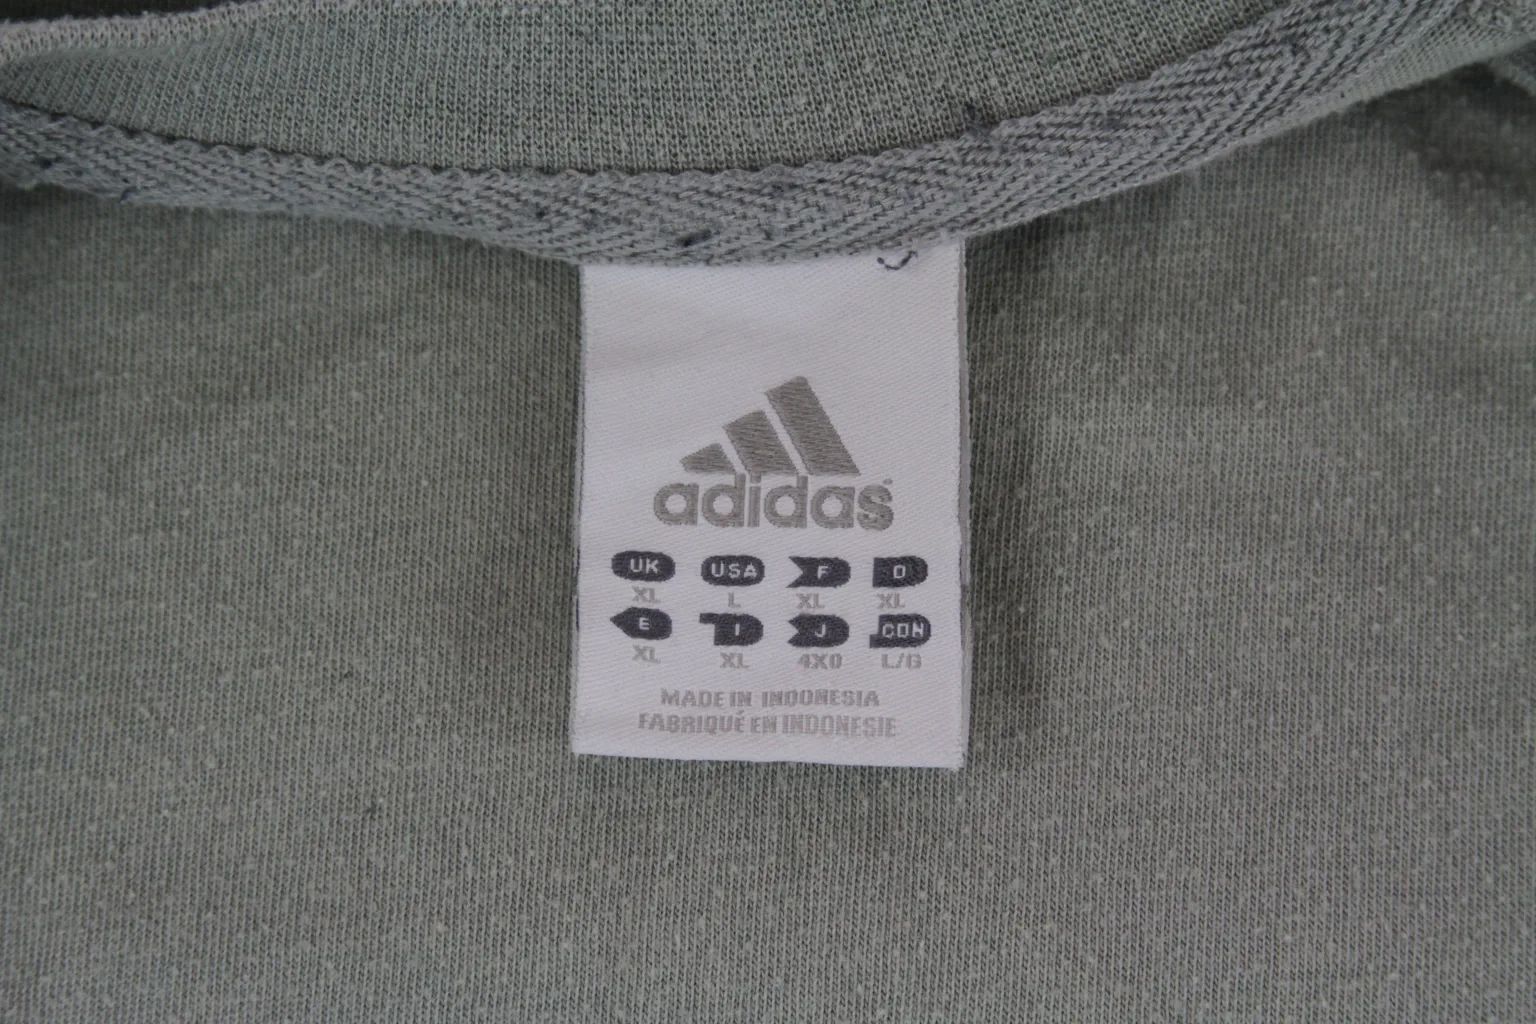 adidas
UK USA F D
XL L XL XL
E I J CDN
XL XL 4XO L/G
MADE IN INDONESIA
FABRIQUÉ EN INDONESIE